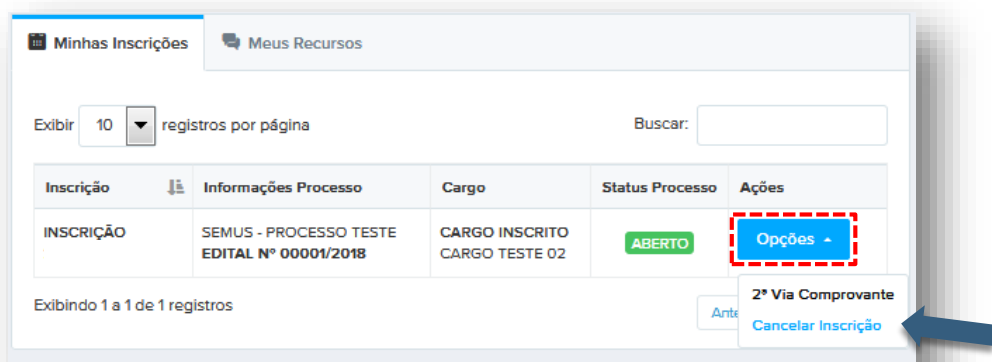 Minhas Inscrições Meus Recursos
Exibir 10 registros por página Buscar:
Inscrição Informações Processo Cargo Status Processo Ações
INSCRIÇÃO SEMUS - PROCESSO TESTE CARGO INSCRITO ABERTO Opções
EDITAL Nº 00001/2018 CARGO TESTE 02
2ª Via Comprovante
Exibindo 1 a 1 de 1 registros
Cancelar Inscrição